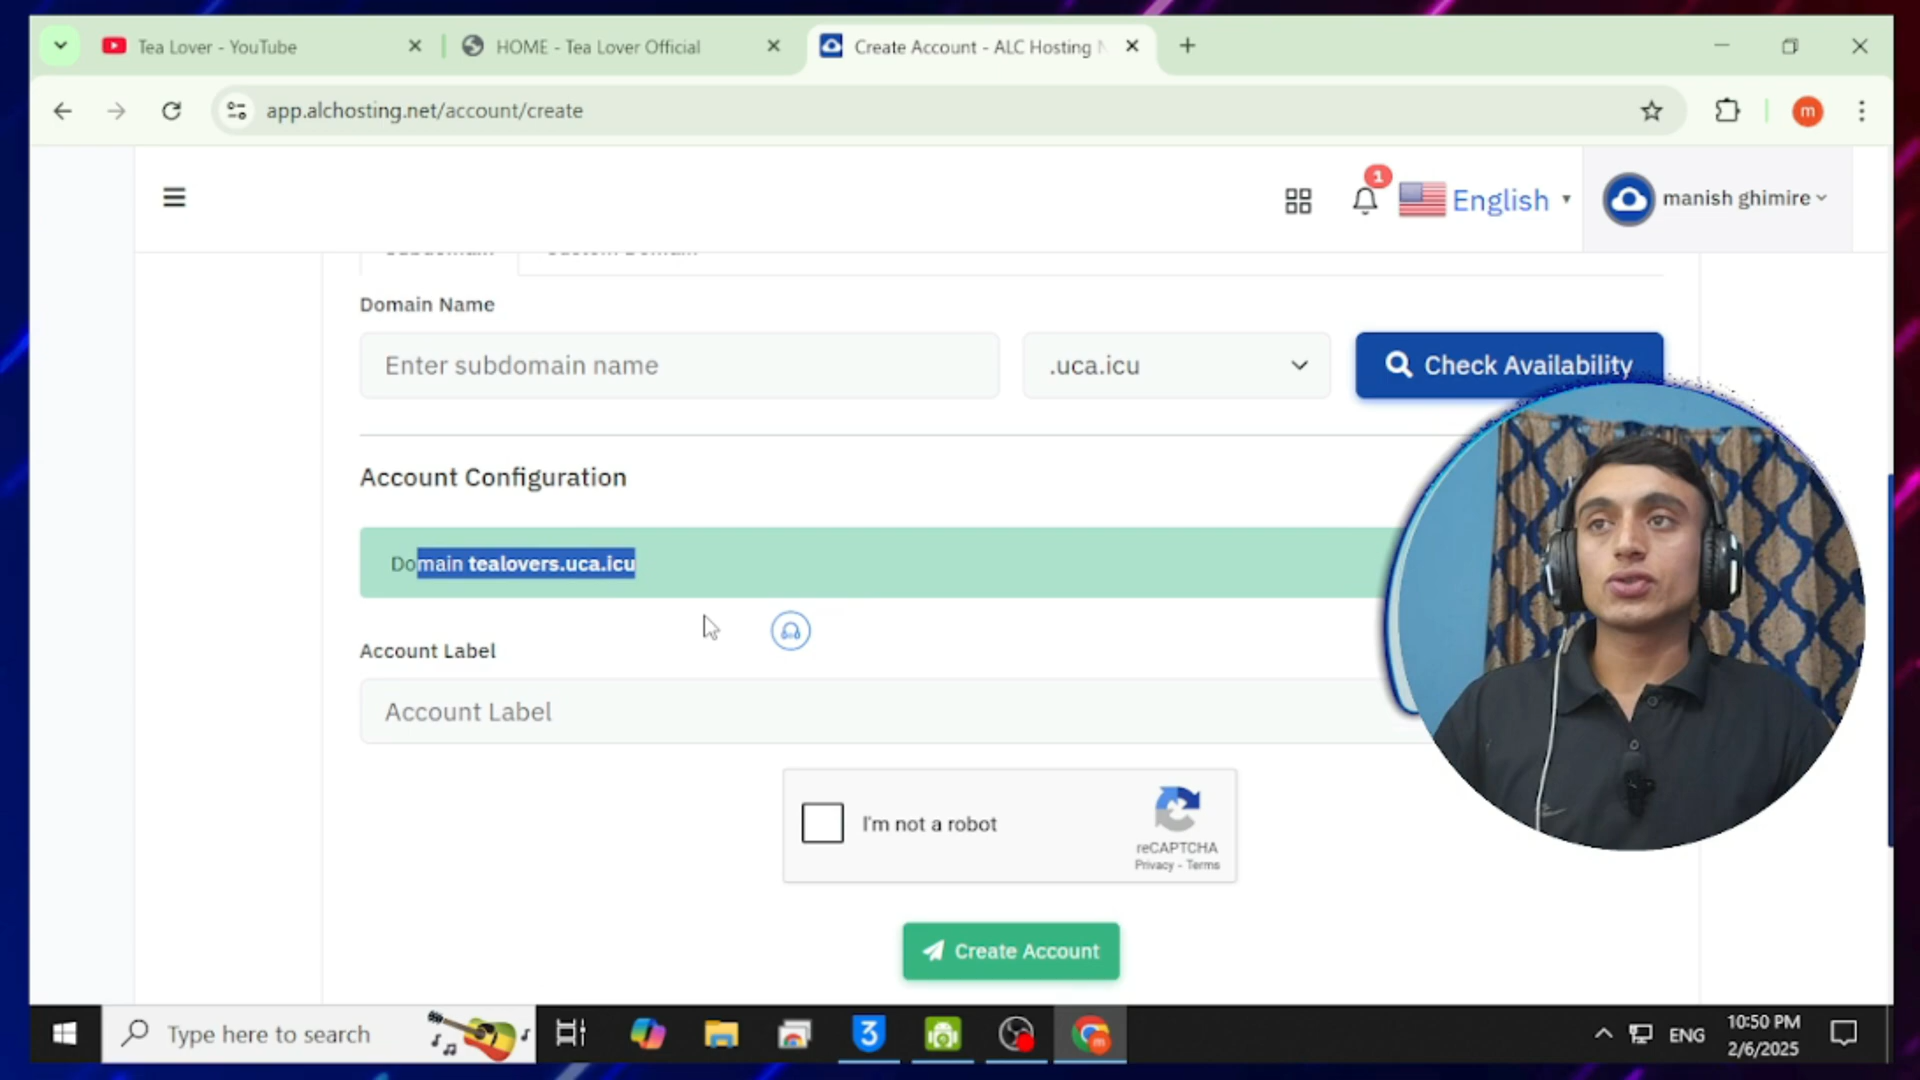 Tea Lover - YouTube
HOME - Tea Lover Official
Create Account - ALC Hosting
app.alchosting.net/account/create
1
English
manish ghimire
m
Domain Name
Enter subdomain name
.uca.icu
Check Availability
Account Configuration
Domain tealovers.uca.icu
Account Label
Account Label
I'm not a robot
reCAPTCHA
Privacy - Terms
Create Account
Type here to search
3
ENG
10:50 PM
2/6/2025